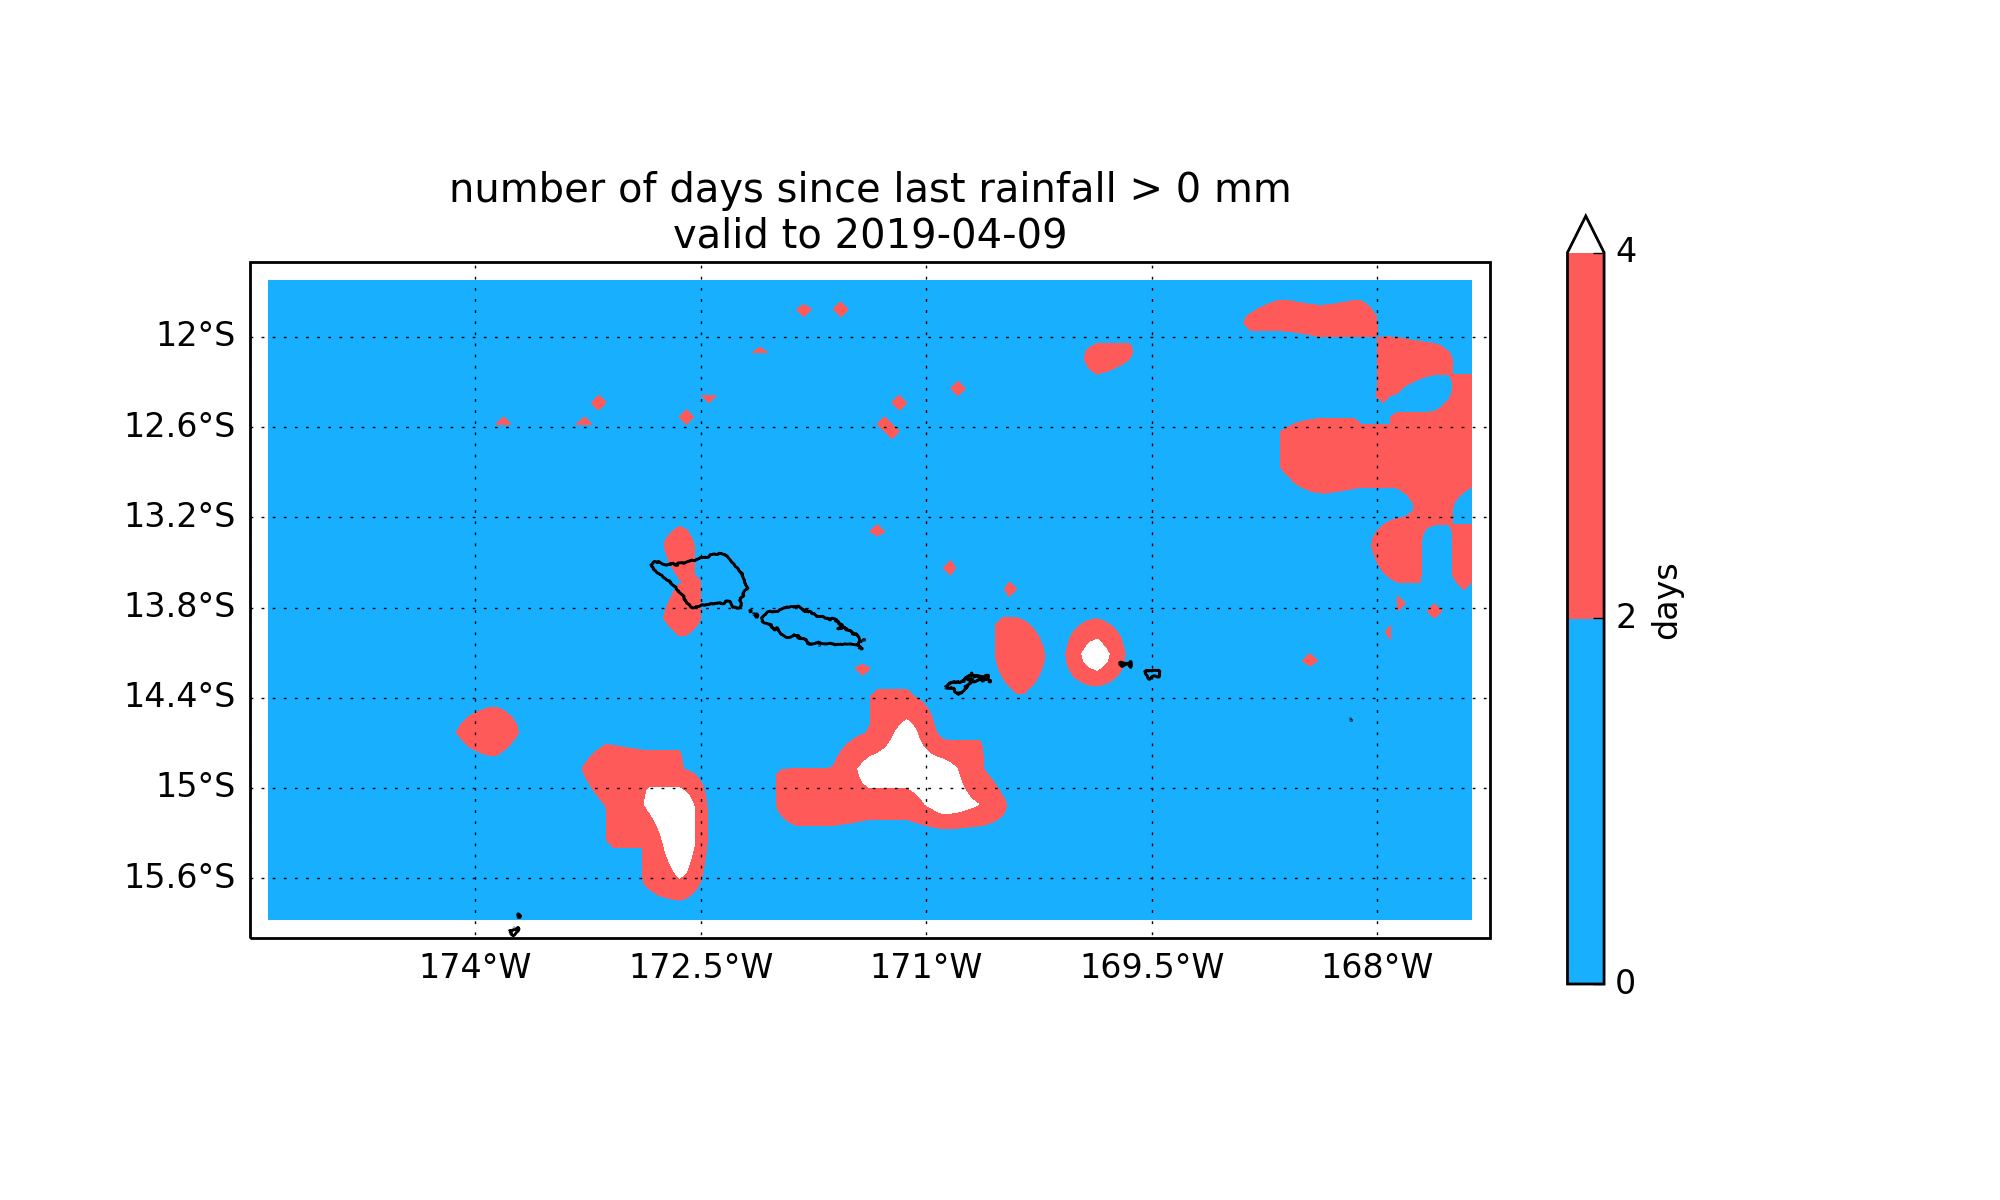 number of days since last rainfall > 0 mm
valid to 2019-04-09
12°S
12.6°S
13.2°S
13.8°S
14.4°S
15°S
15.6°S
174°W
172.5°W
171°W
169.5°W
168°W
4
2
0
days